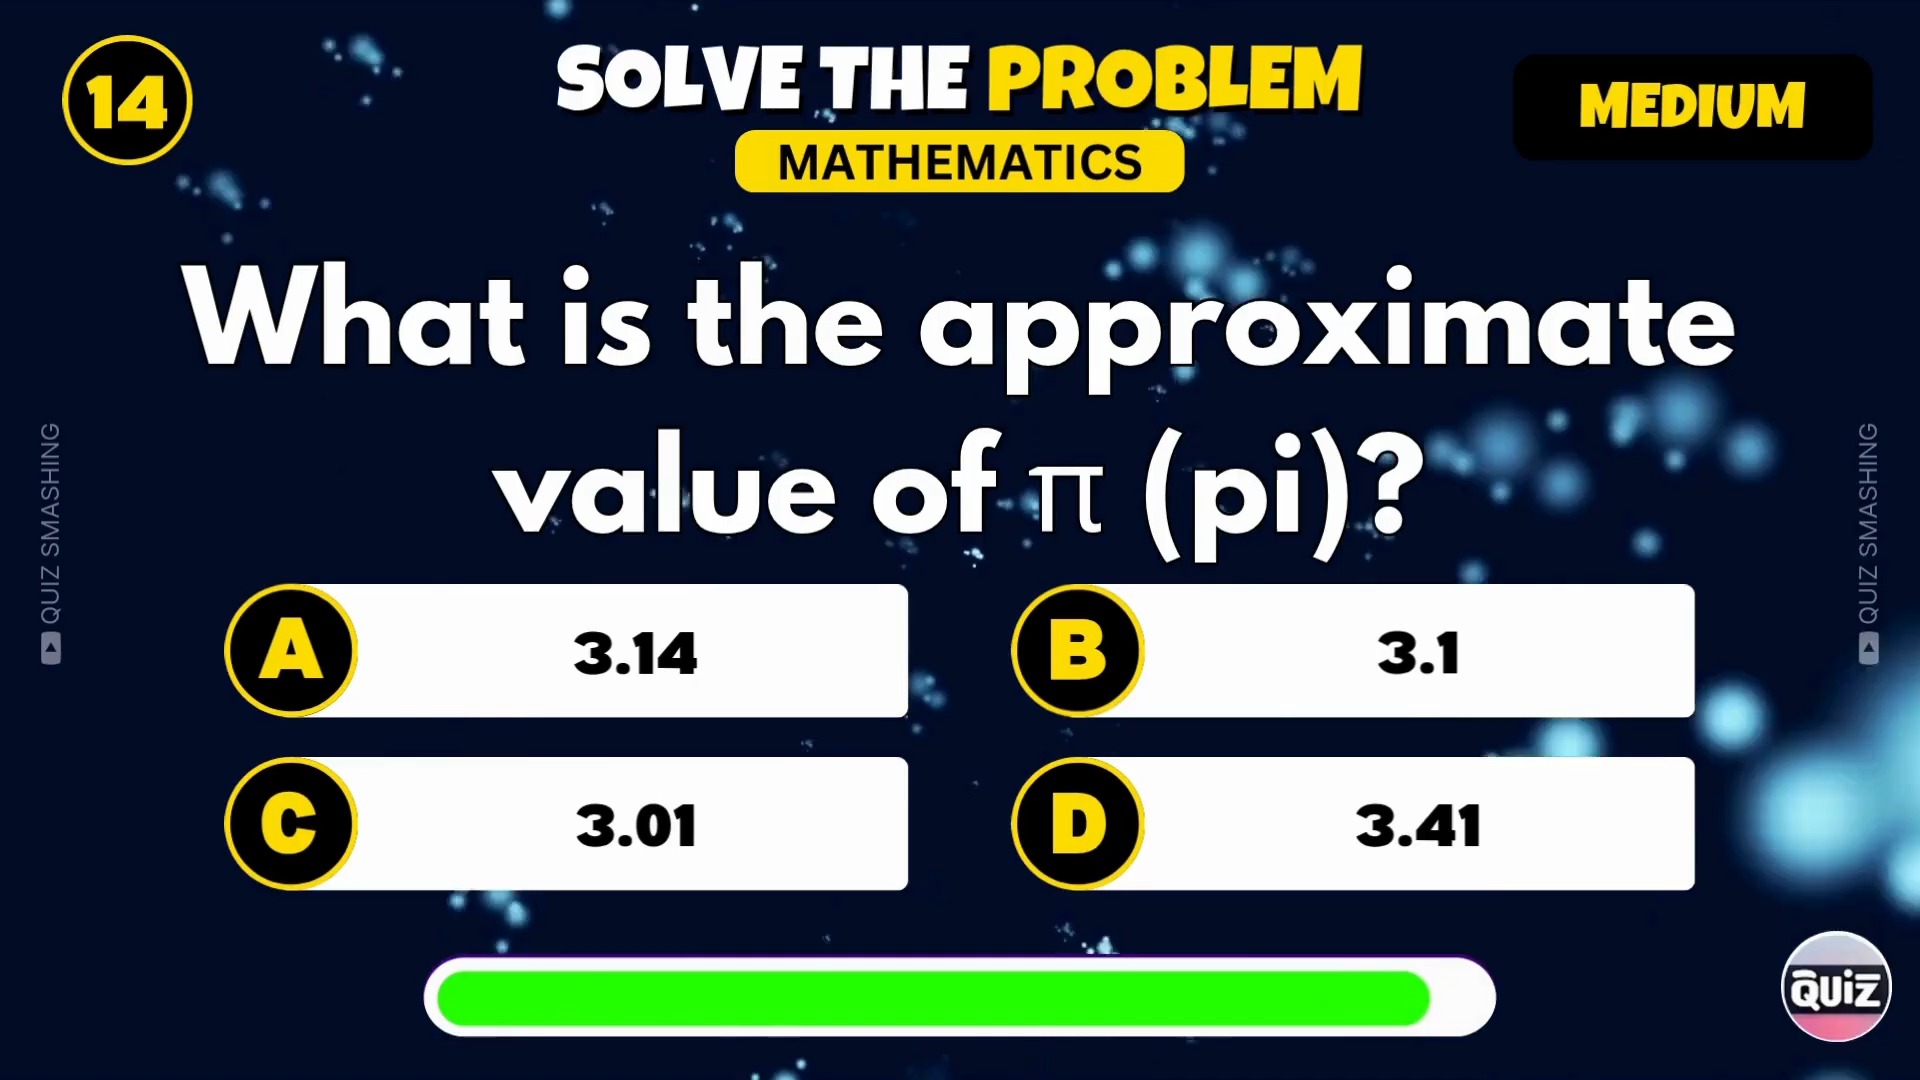 14
SOLVE THE PROBLEM
MEDIUM
MATHEMATICS
What is the approximate
value of π (pi)?
QUIZ SMASHING
QUIZ SMASHING
A 3.14
B 3.1
C 3.01
D 3.41
QUIZ